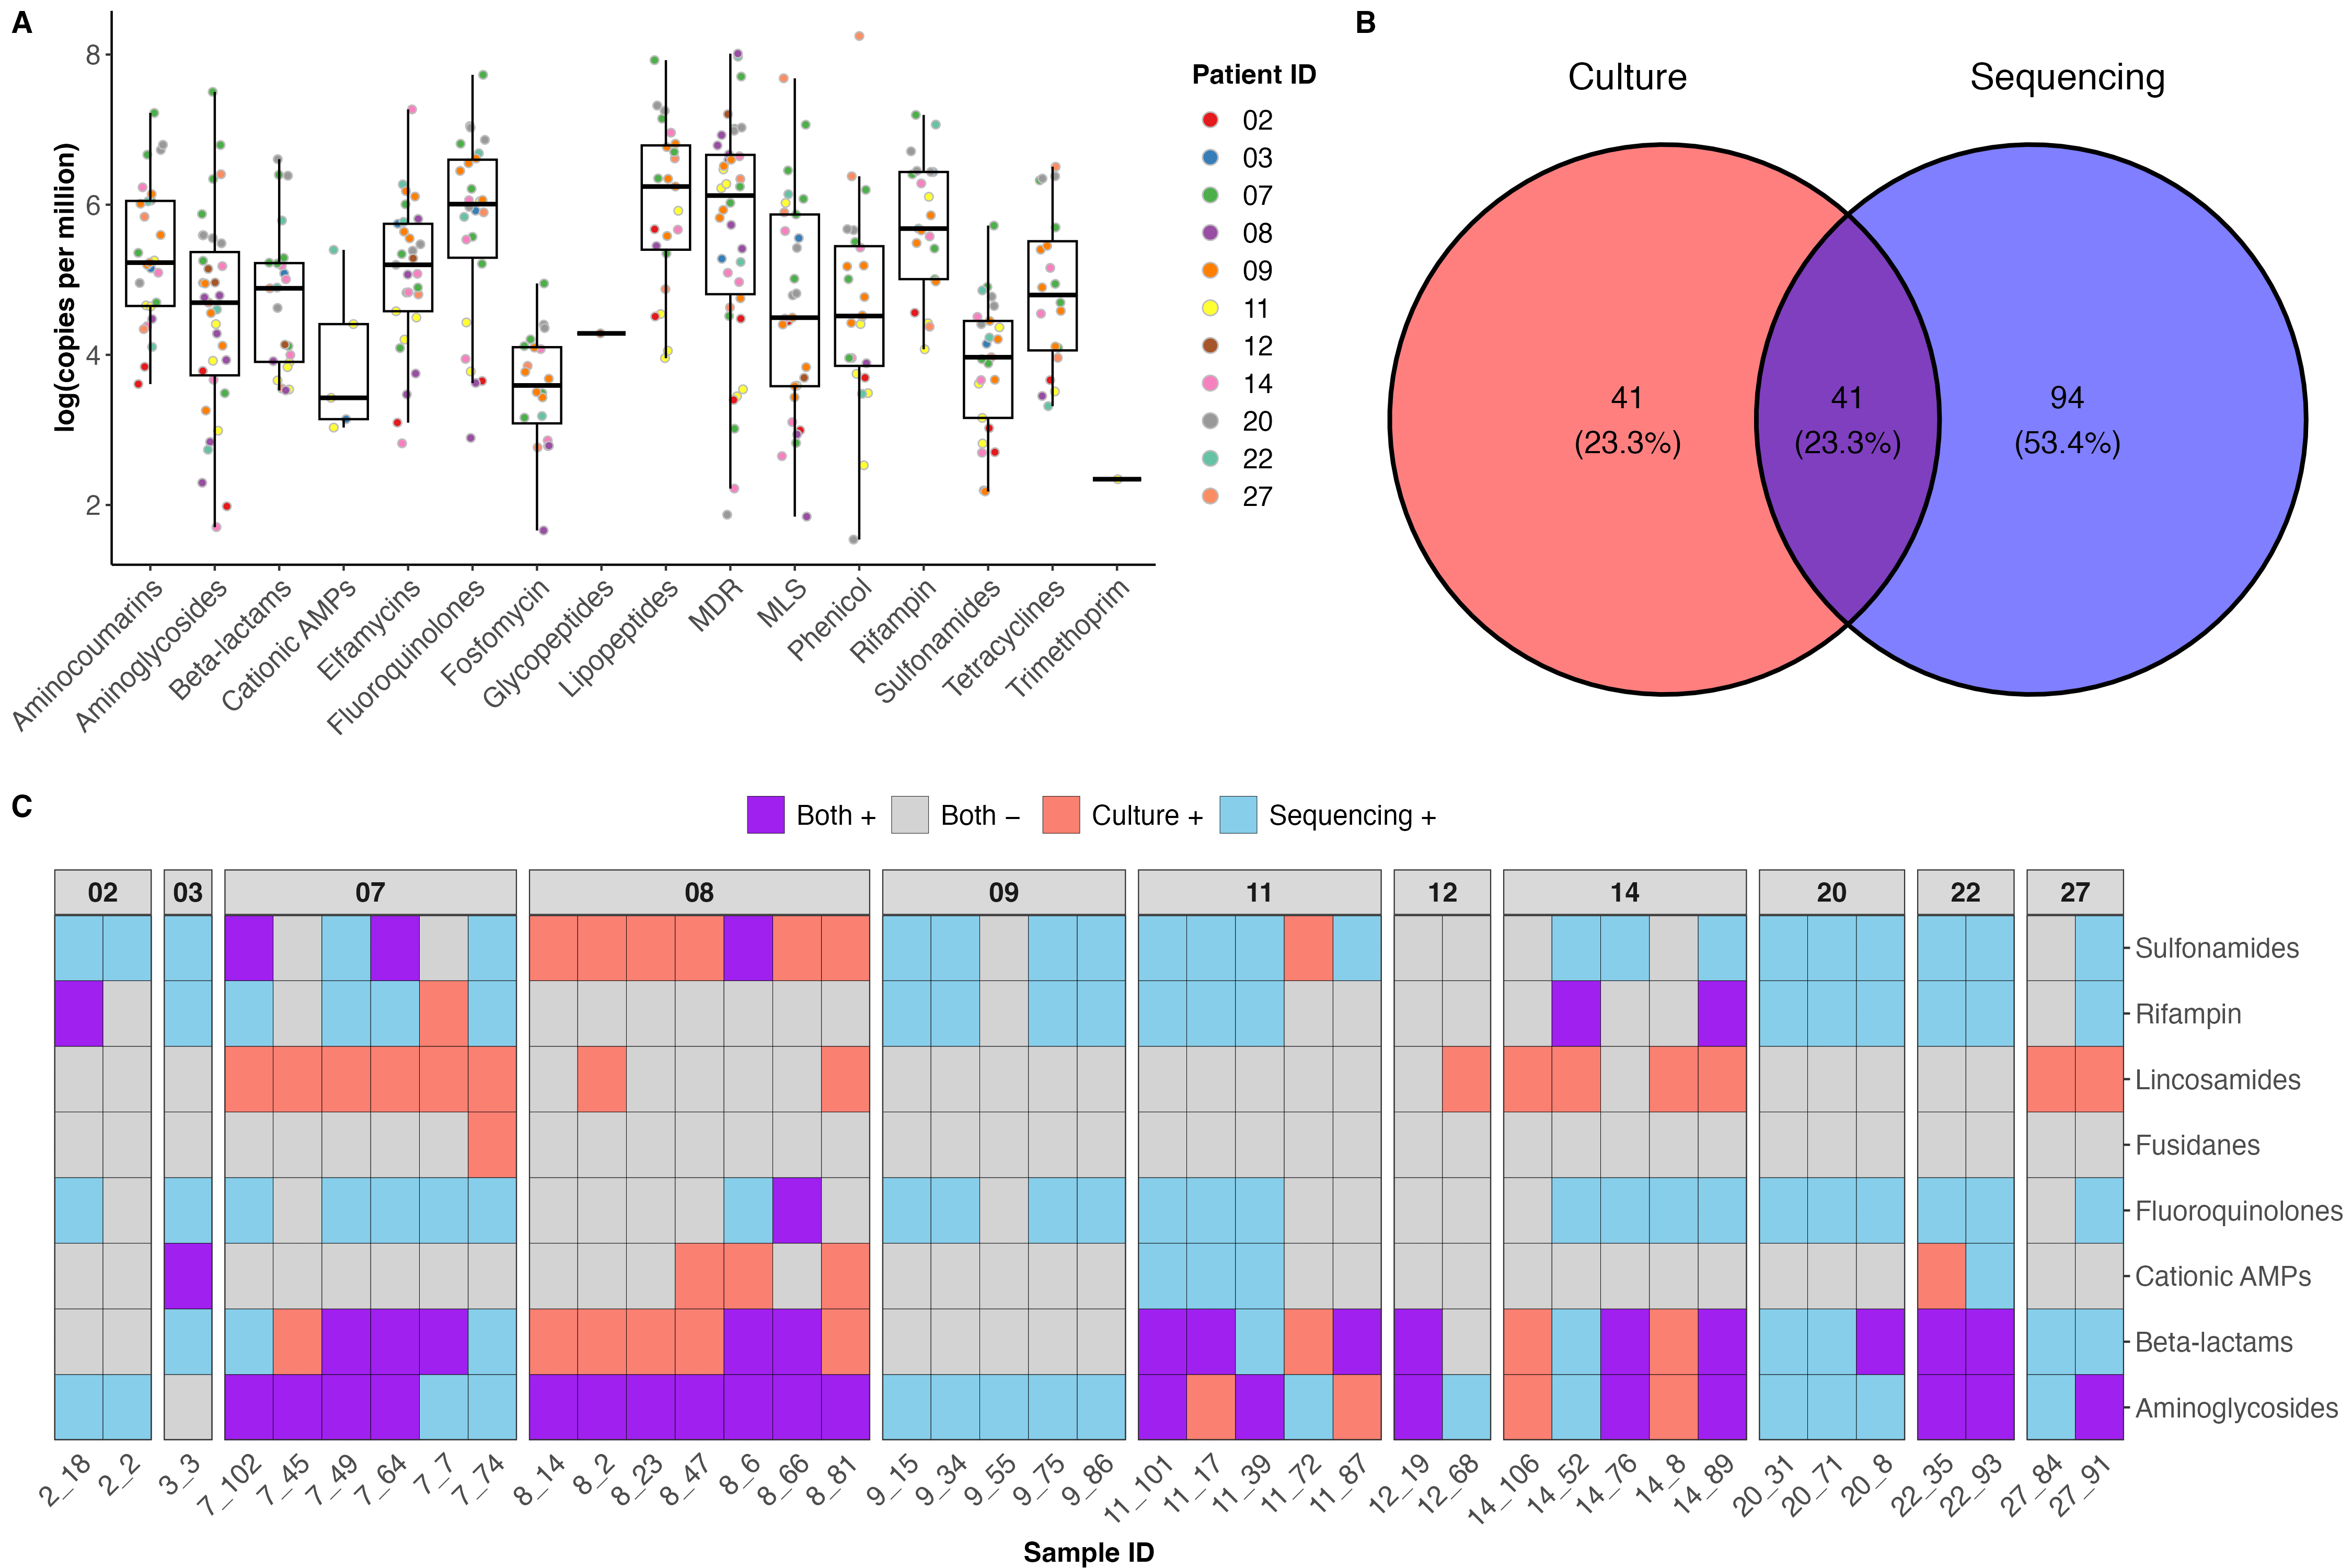 A
log(copies per million)
8
6
4
2
Aminocoumarins
Aminoglycosides
Beta-lactams
Cationic AMPs
Elfamycins
Fluoroquinolones
Fosfomycin
Glycopeptides
Lipopeptides
MDR
MLS
Phenicol
Rifampin
Sulfonamides
Tetracyclines
Trimethoprim
Patient ID
02
03
07
08
09
11
12
14
20
22
27
B
Culture
Sequencing
41
(23.3%)
41
(23.3%)
94
(53.4%)
C
Both +
Both −
Culture +
Sequencing +
02
03
07
08
09
11
12
14
20
22
27
Sulfonamides
Rifampin
Lincosamides
Fusidanes
Fluoroquinolones
Cationic AMPs
Beta-lactams
Aminoglycosides
2_18
2_2
3_3
7_102
7_45
7_49
7_64
7_7
7_74
8_14
8_2
8_23
8_47
8_6
8_66
8_81
9_15
9_34
9_55
9_75
9_86
11_101
11_17
11_39
11_72
11_87
12_19
12_68
14_106
14_52
14_76
14_8
14_89
20_31
20_71
20_8
22_35
22_93
27_84
27_91
Sample ID